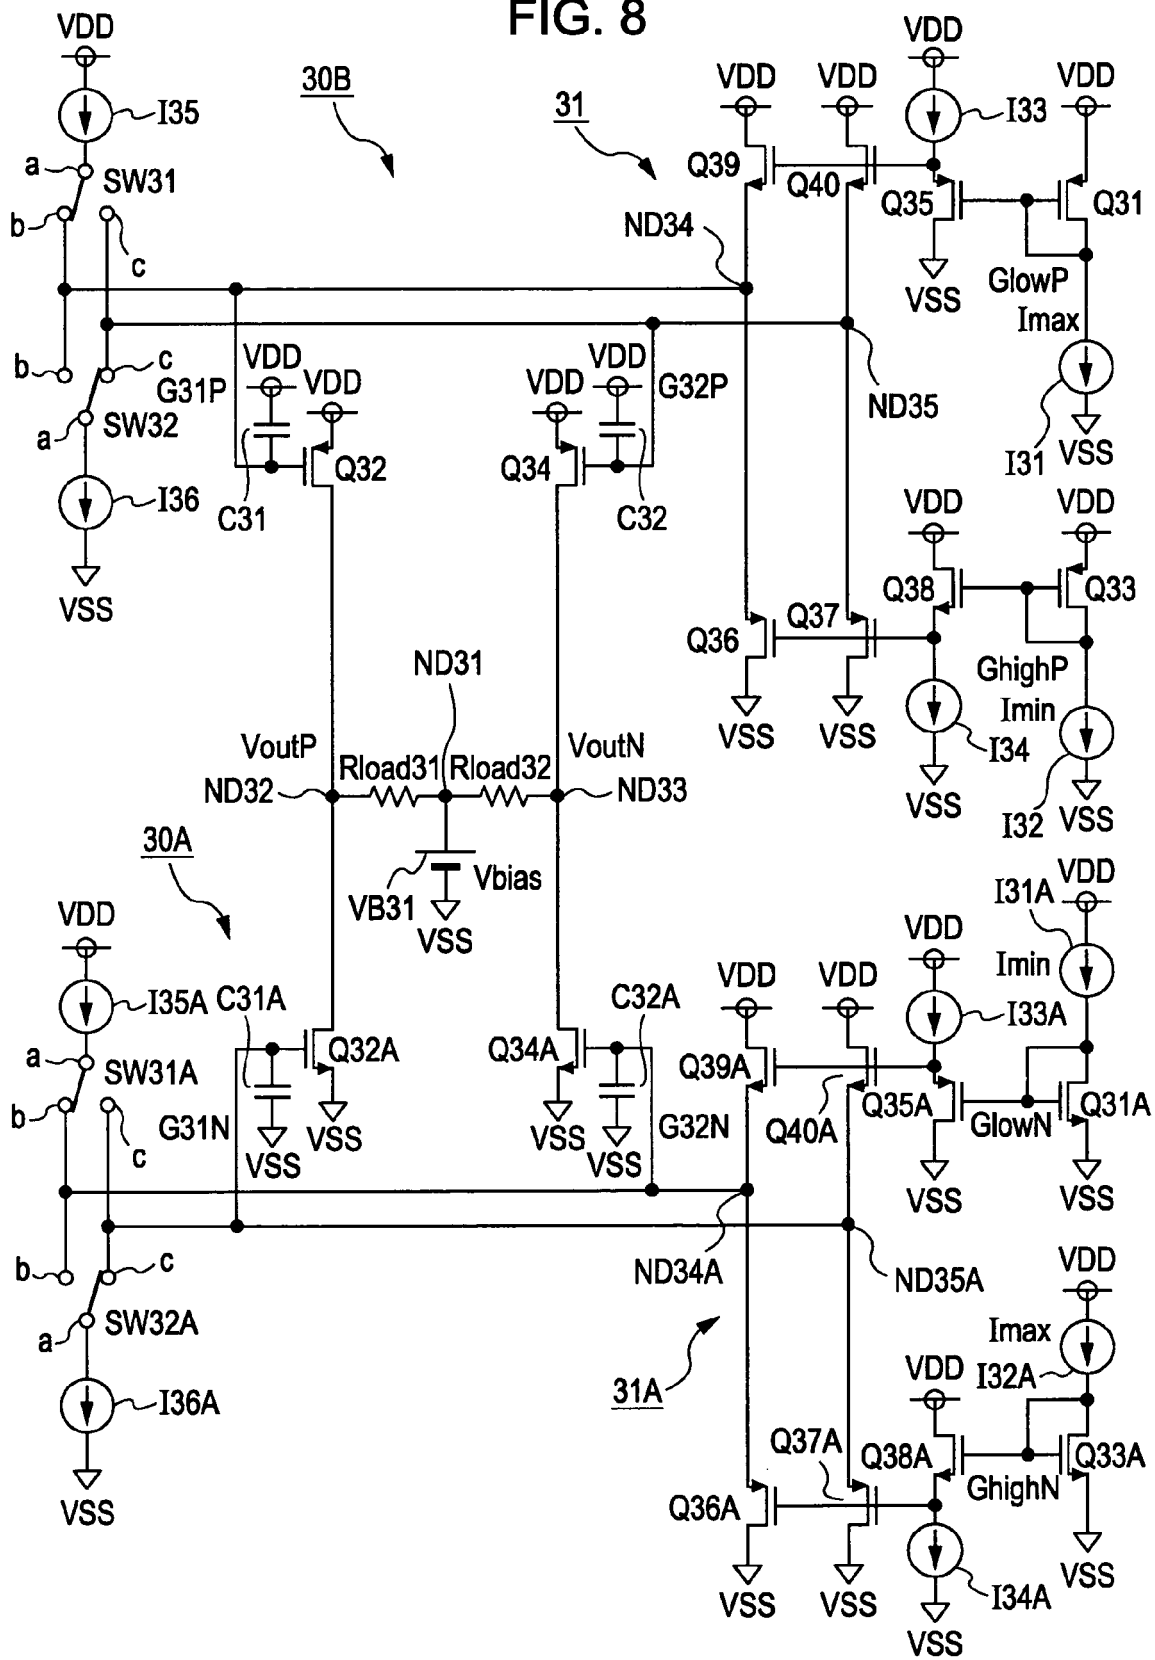 FIG. 8
VDD
I35
a
SW31
b
c
b
c
a
SW32
I36
VSS
30B
31
VDD
VDD
VDD
VDD
I33
Q39
Q40
Q35
Q31
ND34
VSS
GlowP
Imax
I31
VSS
ND35
G31P
VDD
VDD
C31
Q32
VDD
VDD
G32P
Q34
C32
VDD
VDD
Q38
Q33
Q36
Q37
GhighP
Imin
VSS
VSS
I34
VSS
I32
VSS
ND31
VoutP
Rload31
Rload32
VoutN
ND32
ND33
VB31
Vbias
VSS
30A
VDD
I35A
a
SW31A
b
c
b
c
a
SW32A
I36A
VSS
C31A
Q32A
G31N
VSS
VSS
C32A
Q34A
VSS
VSS
G32N
VDD
VDD
VDD
I31A
VDD
Imin
I33A
Q39A
Q40A
Q35A
GlowN
Q31A
VSS
VSS
ND34A
ND35A
31A
VDD
Imax
I32A
VDD
Q37A
Q38A
Q33A
Q36A
GhighN
VSS
VSS
I34A
VSS
VSS